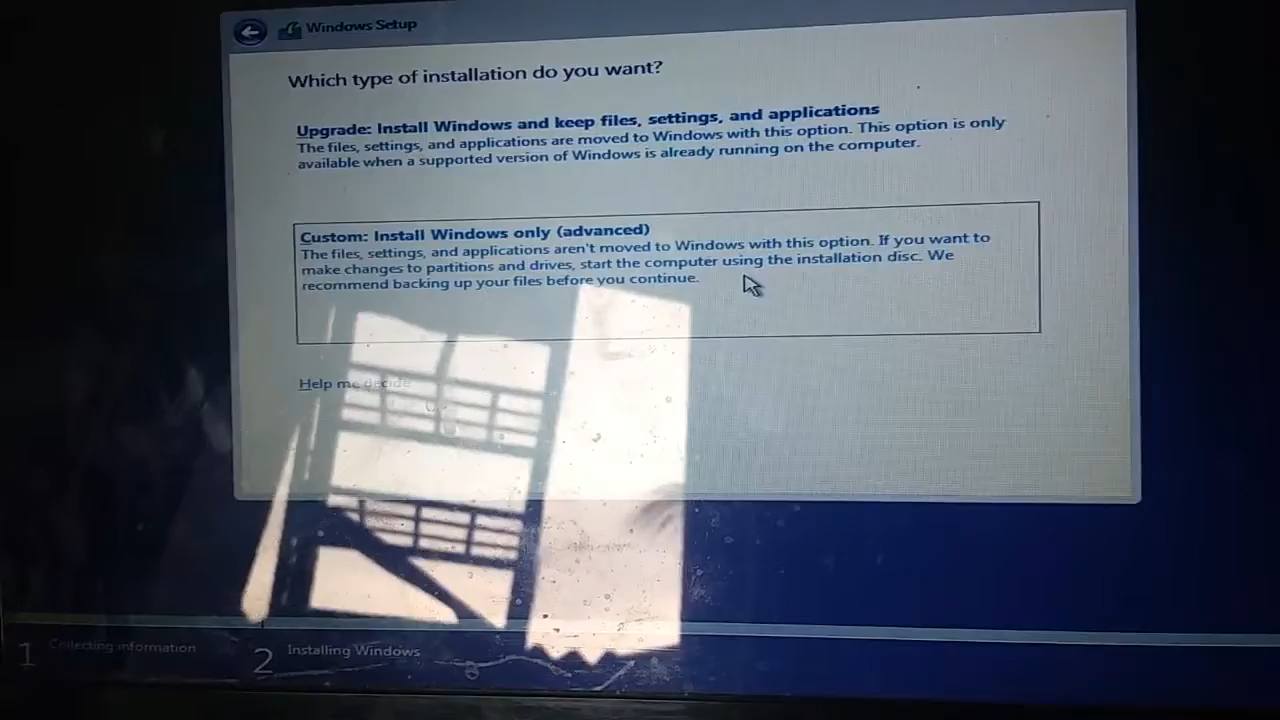 Windows Setup
Which type of installation do you want?
Upgrade: Install Windows and keep files, settings, and applications
The files, settings, and applications are moved to Windows with this option. This option is only
available when a supported version of Windows is already running on the computer.
Custom: Install Windows only (advanced)
The files, settings, and applications aren't moved to Windows with this option. If you want to
make changes to partitions and drives, start the computer using the installation disc. We
recommend backing up your files before you continue.
Help me decide
1 Collecting information
2 Installing Windows